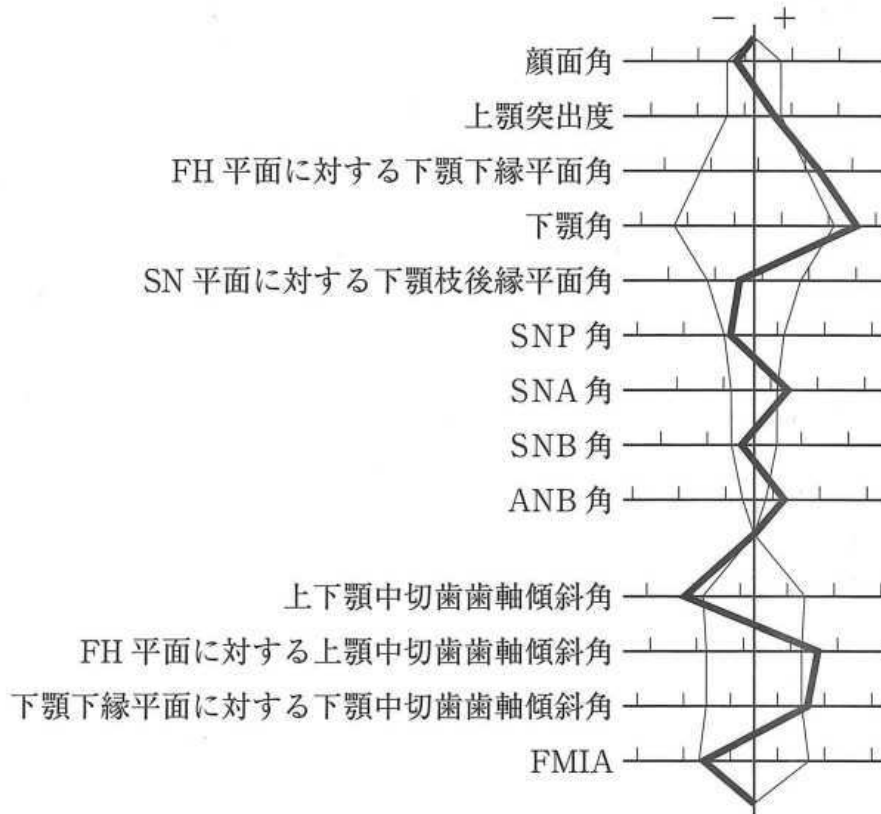 − +
顔面角
上顎突出度
FH 平面に対する下顎下縁平面角
下顎角
SN 平面に対する下顎枝後縁平面角
SNP 角
SNA 角
SNB 角
ANB 角
上下顎中切歯歯軸傾斜角
FH 平面に対する上顎中切歯歯軸傾斜角
下顎下縁平面に対する下顎中切歯歯軸傾斜角
FMIA